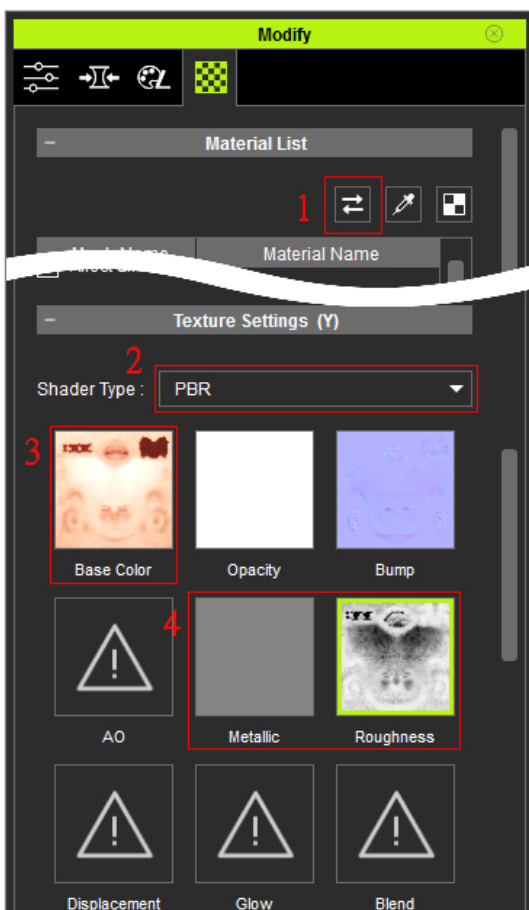 Modify
Material List
1
Material Name
Texture Settings (Y)
2
Shader Type : PBR
3
Base Color Opacity Bump
4
AO Metallic Roughness
Displacement Glow Blend